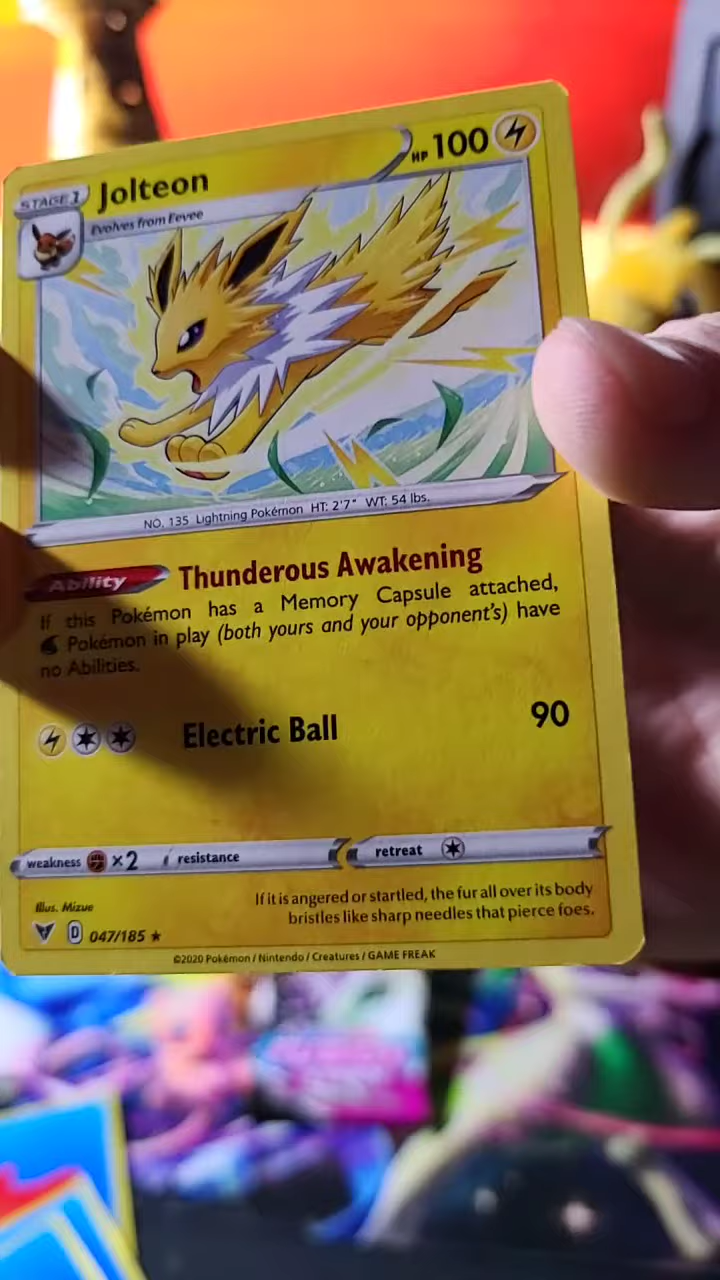 STAGE 1 Jolteon HP 100
Evolves from Eevee
NO. 135 Lightning Pokémon HT: 2'7" WT: 54 lbs.
Ability Thunderous Awakening
If this Pokémon has a Memory Capsule attached,
Pokémon in play (both yours and your opponent's) have
no Abilities.
Electric Ball 90
weakness ×2 resistance retreat
Illus. Mizue
If it is angered or startled, the fur all over its body
bristles like sharp needles that pierce foes.
D 047/185 ★
©2020 Pokémon / Nintendo / Creatures / GAME FREAK